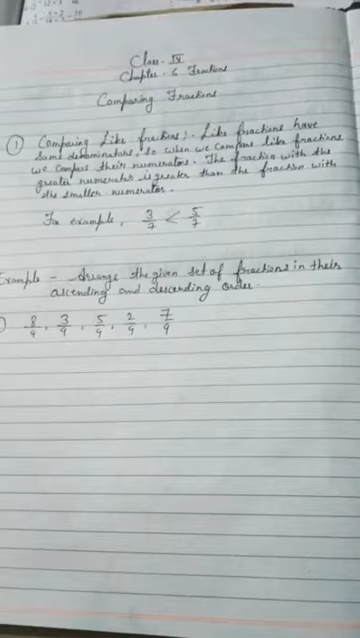 Class - IV
Chapter - 6 Fractions
Comparing Fractions
① Comparing Like fractions :- Like fractions have
same denominators, so when we compare like fractions
we compare their numerators. The fraction with the
greater numerator is greater than the fraction with
the smaller numerator.
For example, 3/7 < 5/7
Example - Arrange the given set of fractions in their
ascending and descending order.
8/9, 3/9, 5/9, 2/9, 7/9